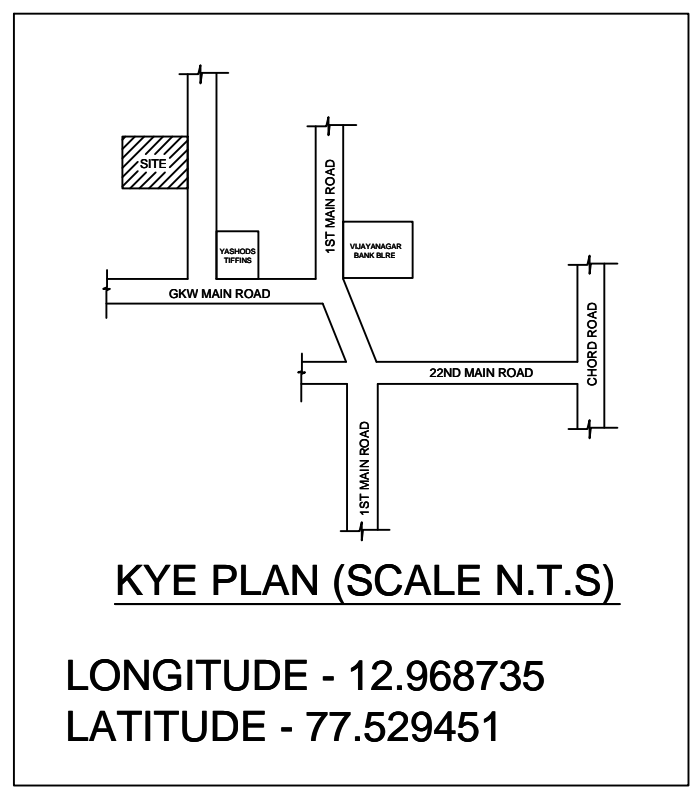 SITE
1ST MAIN ROAD
YASHODS
TIFFINS
VIJAYANAGAR
BANK BLRE
GKW MAIN ROAD
CHORD ROAD
22ND MAIN ROAD
1ST MAIN ROAD
KYE PLAN (SCALE N.T.S)
LONGITUDE - 12.968735
LATITUDE - 77.529451